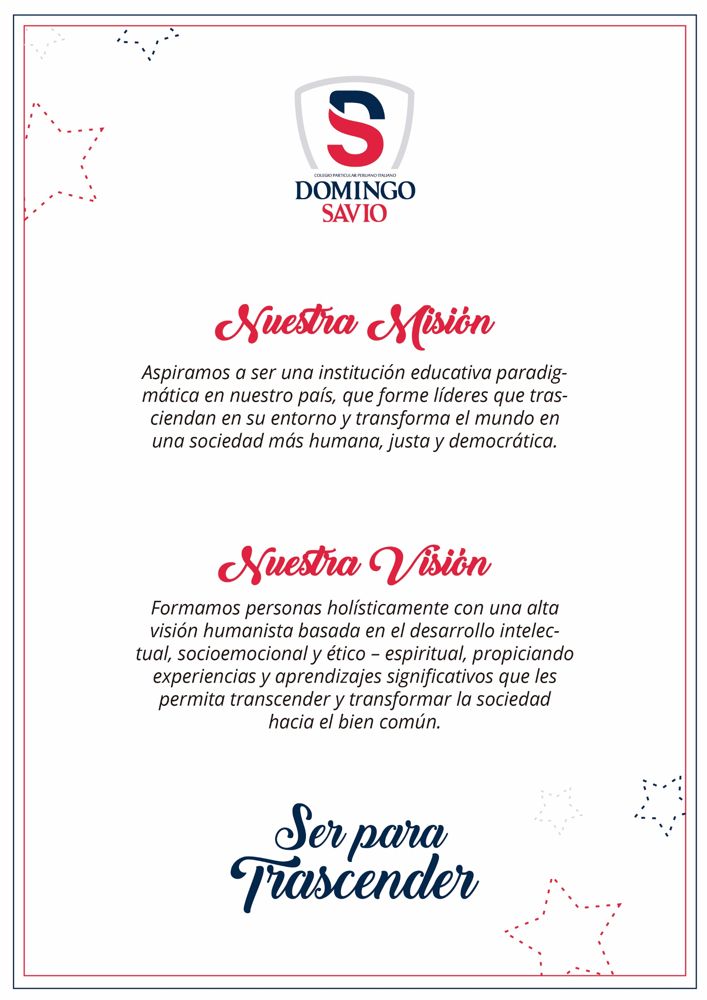 COLEGIO PARTICULAR PERUANO ITALIANO
DOMINGO
SAVIO
Nuestra Misión
Aspiramos a ser una institución educativa paradig-
mática en nuestro país, que forme líderes que tras-
ciendan en su entorno y transforma el mundo en
una sociedad más humana, justa y democrática.
Nuestra Visión
Formamos personas holísticamente con una alta
visión humanista basada en el desarrollo intelec-
tual, socioemocional y ético – espiritual, propiciando
experiencias y aprendizajes significativos que les
permita transcender y transformar la sociedad
hacia el bien común.
Ser para
Trascender